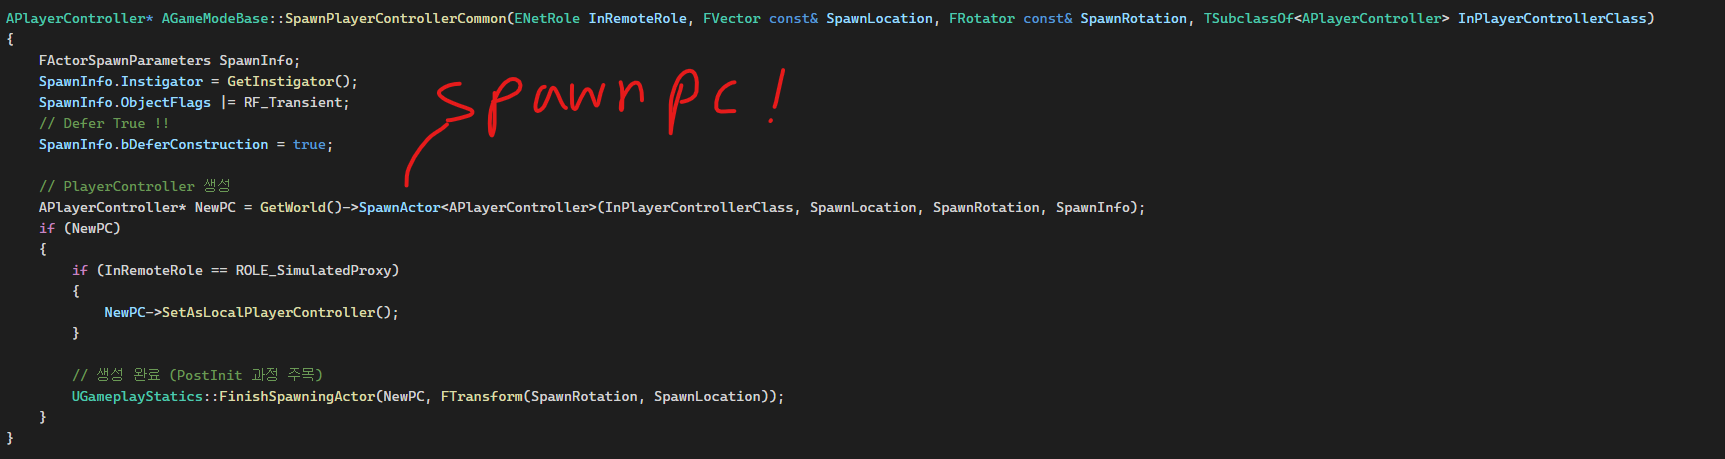 APlayerController* AGameModeBase::SpawnPlayerControllerCommon(ENetRole InRemoteRole, FVector const& SpawnLocation, FRotator const& SpawnRotation, TSubclassOf<APlayerController> InPlayerControllerClass)
{
    FActorSpawnParameters SpawnInfo;
    SpawnInfo.Instigator = GetInstigator();
    SpawnInfo.ObjectFlags |= RF_Transient;
spawn pc!
    // Defer True !!
    SpawnInfo.bDeferConstruction = true;

    // PlayerController 생성
    APlayerController* NewPC = GetWorld()->SpawnActor<APlayerController>(InPlayerControllerClass, SpawnLocation, SpawnRotation, SpawnInfo);
    if (NewPC)
    {
        if (InRemoteRole == ROLE_SimulatedProxy)
        {
            NewPC->SetAsLocalPlayerController();
        }

        // 생성 완료 (PostInit 과정 주목)
        UGameplayStatics::FinishSpawningActor(NewPC, FTransform(SpawnRotation, SpawnLocation));
    }
}